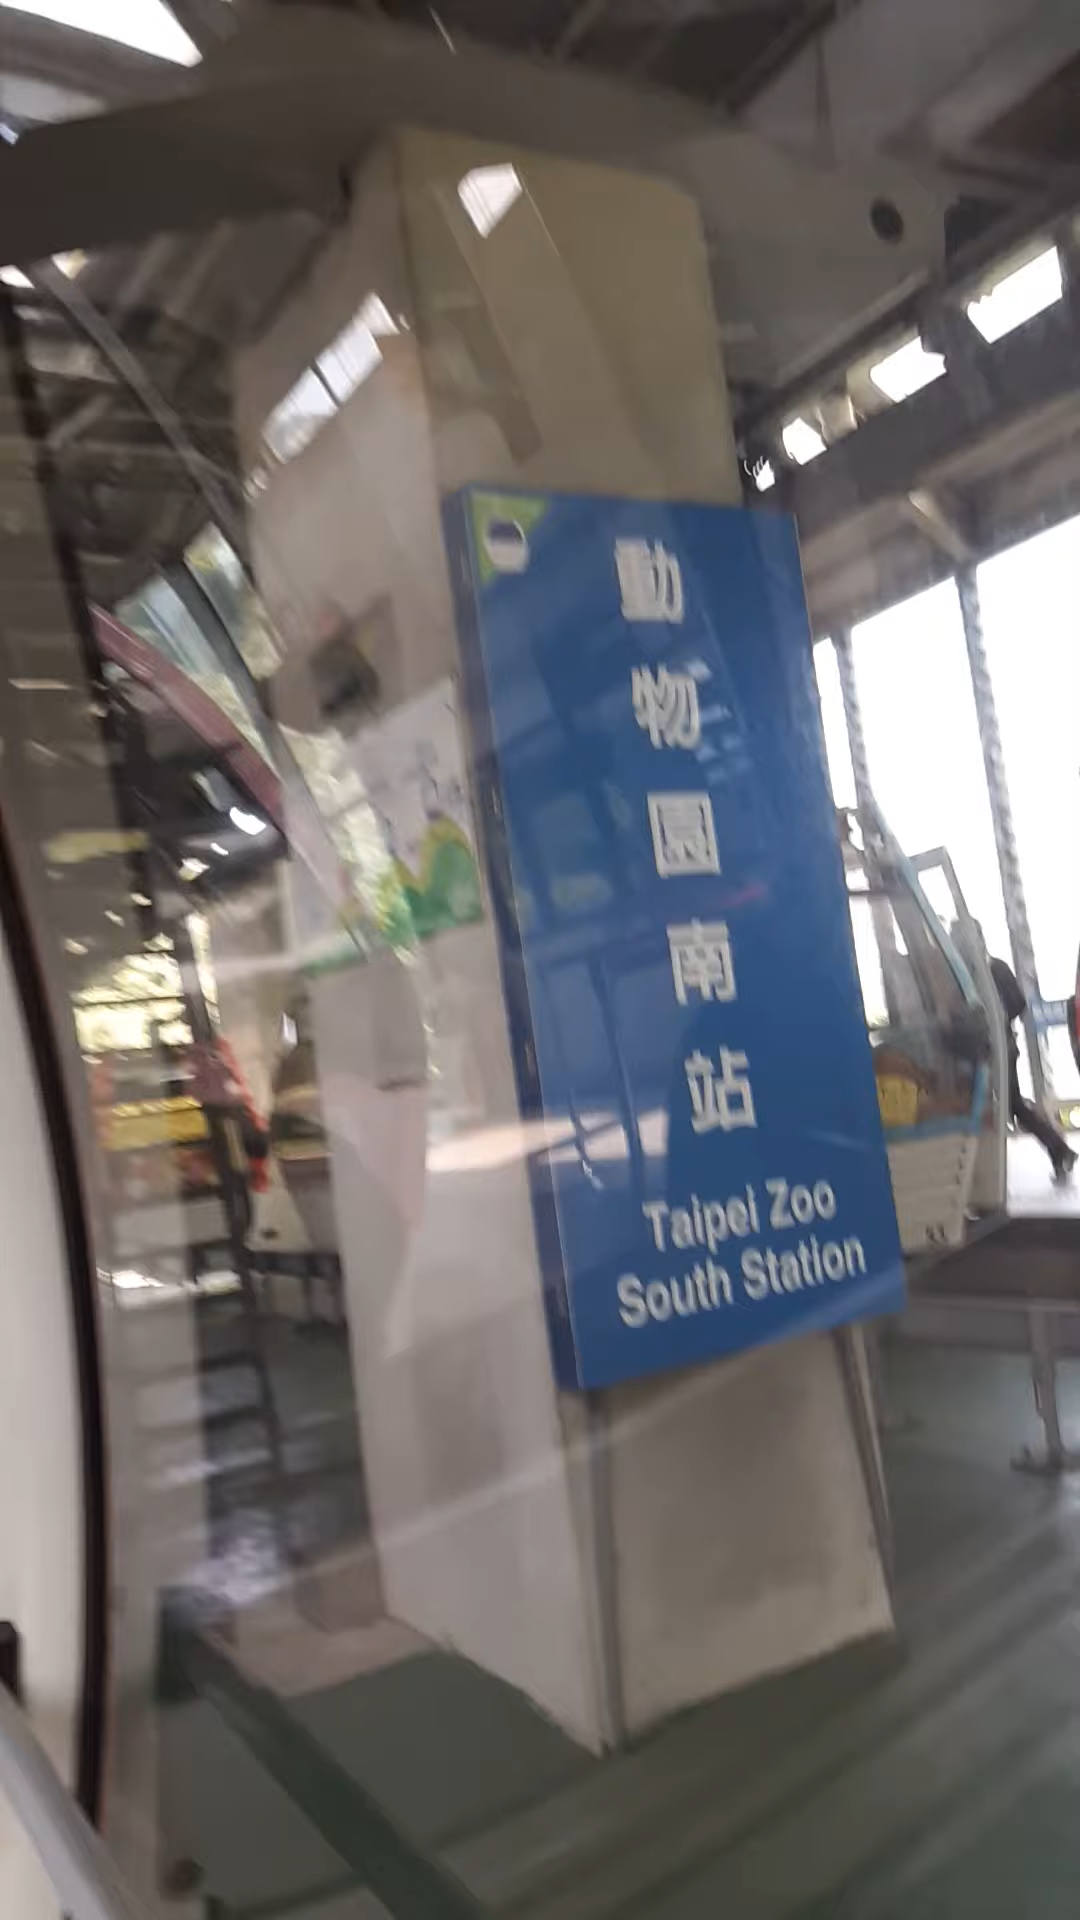 動物園南站
Taipei Zoo
South Station